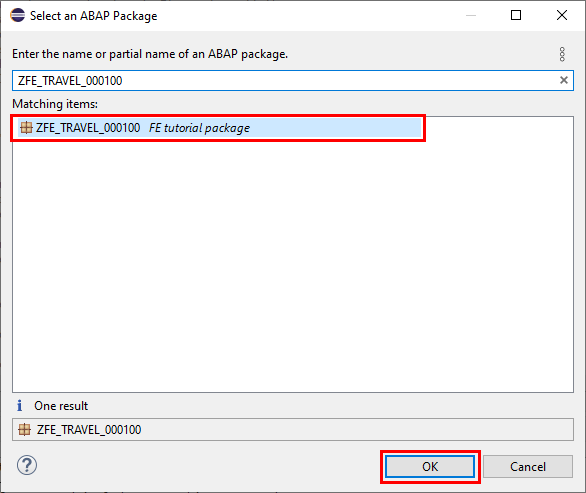 Select an ABAP Package
Enter the name or partial name of an ABAP package.
ZFE_TRAVEL_000100
Matching items:
ZFE_TRAVEL_000100 FE tutorial package
One result
ZFE_TRAVEL_000100
OK
Cancel